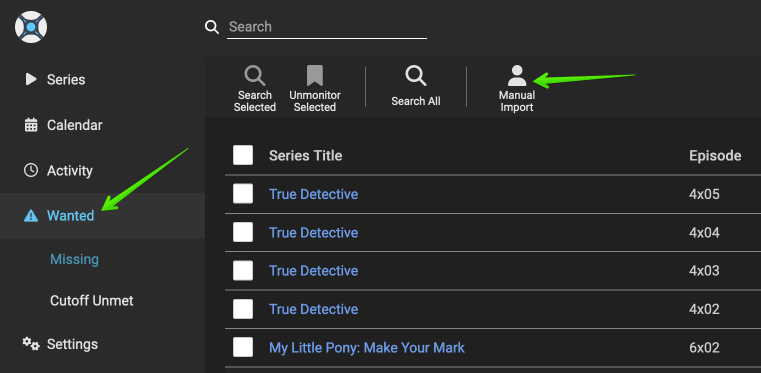 Search
Series
Calendar
Activity
Wanted
Missing
Cutoff Unmet
Settings
Search
Selected
Unmonitor
Selected
Search All
Manual
Import
Series Title Episode
True Detective 4x05
True Detective 4x04
True Detective 4x03
True Detective 4x02
My Little Pony: Make Your Mark 6x02